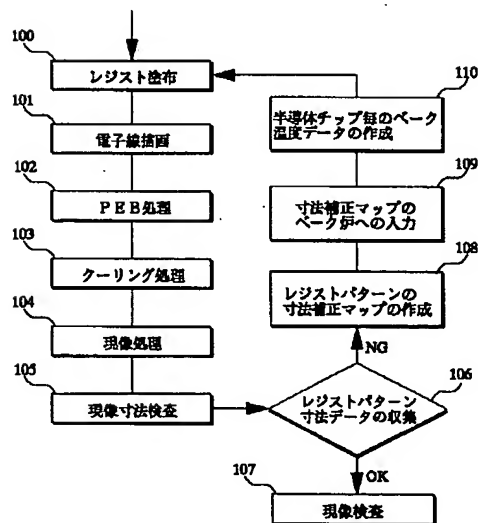 100
レジスト塗布
101
電子線描画
102
PEB処理
103
クーリング処理
104
現像処理
105
現像寸法検査
110
半導体チップ毎のベーク
温度データの作成
109
寸法補正マップの
ベーク炉への入力
108
レジストパターンの
寸法補正マップの作成
NG
106
レジストパターン
寸法データの収集
OK
107
現像検査